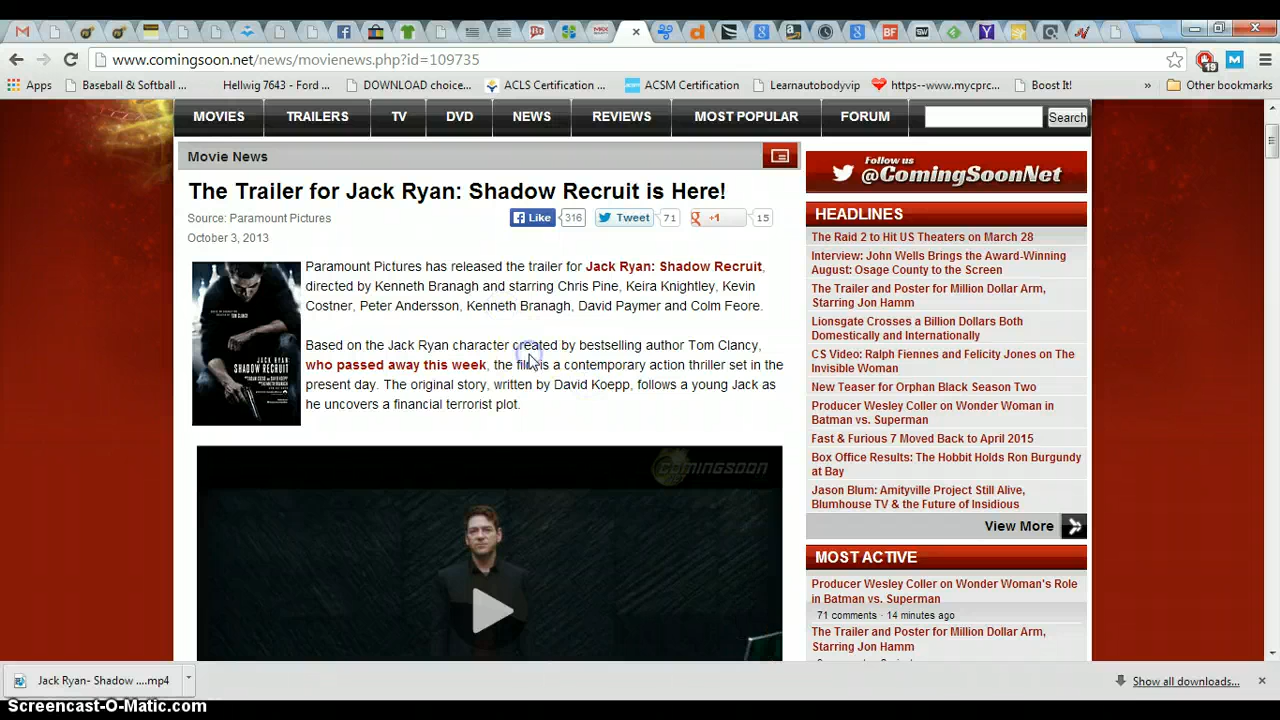 www.comingsoon.net/news/movienews.php?id=109735
19
Apps
Baseball & Softball ...
Hellwig 7643 - Ford ...
DOWNLOAD choice...
ACLS Certification ...
ACSM Certification
Learnautobodyvip
https--www.mycprc...
Boost It!
»
Other bookmarks
MOVIES
TRAILERS
TV
DVD
NEWS
REVIEWS
MOST POPULAR
FORUM
Search
Movie News
The Trailer for Jack Ryan: Shadow Recruit is Here!
Source: Paramount Pictures
Like 316 Tweet 71 +1 15
October 3, 2013
Paramount Pictures has released the trailer for Jack Ryan: Shadow Recruit,
directed by Kenneth Branagh and starring Chris Pine, Keira Knightley, Kevin
Costner, Peter Andersson, Kenneth Branagh, David Paymer and Colm Feore.
Based on the Jack Ryan character created by bestselling author Tom Clancy,
who passed away this week, the film is a contemporary action thriller set in the
present day. The original story, written by David Koepp, follows a young Jack as
he uncovers a financial terrorist plot.
JACK RYAN
SHADOW RECRUIT
COMINGSOON
Follow us
@ComingSoonNet
HEADLINES
The Raid 2 to Hit US Theaters on March 28
Interview: John Wells Brings the Award-Winning
August: Osage County to the Screen
The Trailer and Poster for Million Dollar Arm,
Starring Jon Hamm
Lionsgate Crosses a Billion Dollars Both
Domestically and Internationally
CS Video: Ralph Fiennes and Felicity Jones on The
Invisible Woman
New Teaser for Orphan Black Season Two
Producer Wesley Coller on Wonder Woman in
Batman vs. Superman
Fast & Furious 7 Moved Back to April 2015
Box Office Results: The Hobbit Holds Ron Burgundy
at Bay
Jason Blum: Amityville Project Still Alive,
Blumhouse TV & the Future of Insidious
View More
MOST ACTIVE
Producer Wesley Coller on Wonder Woman's Role
in Batman vs. Superman
71 comments · 14 minutes ago
The Trailer and Poster for Million Dollar Arm,
Starring Jon Hamm
Jack Ryan- Shadow ....mp4
Show all downloads...
Screencast-O-Matic.com